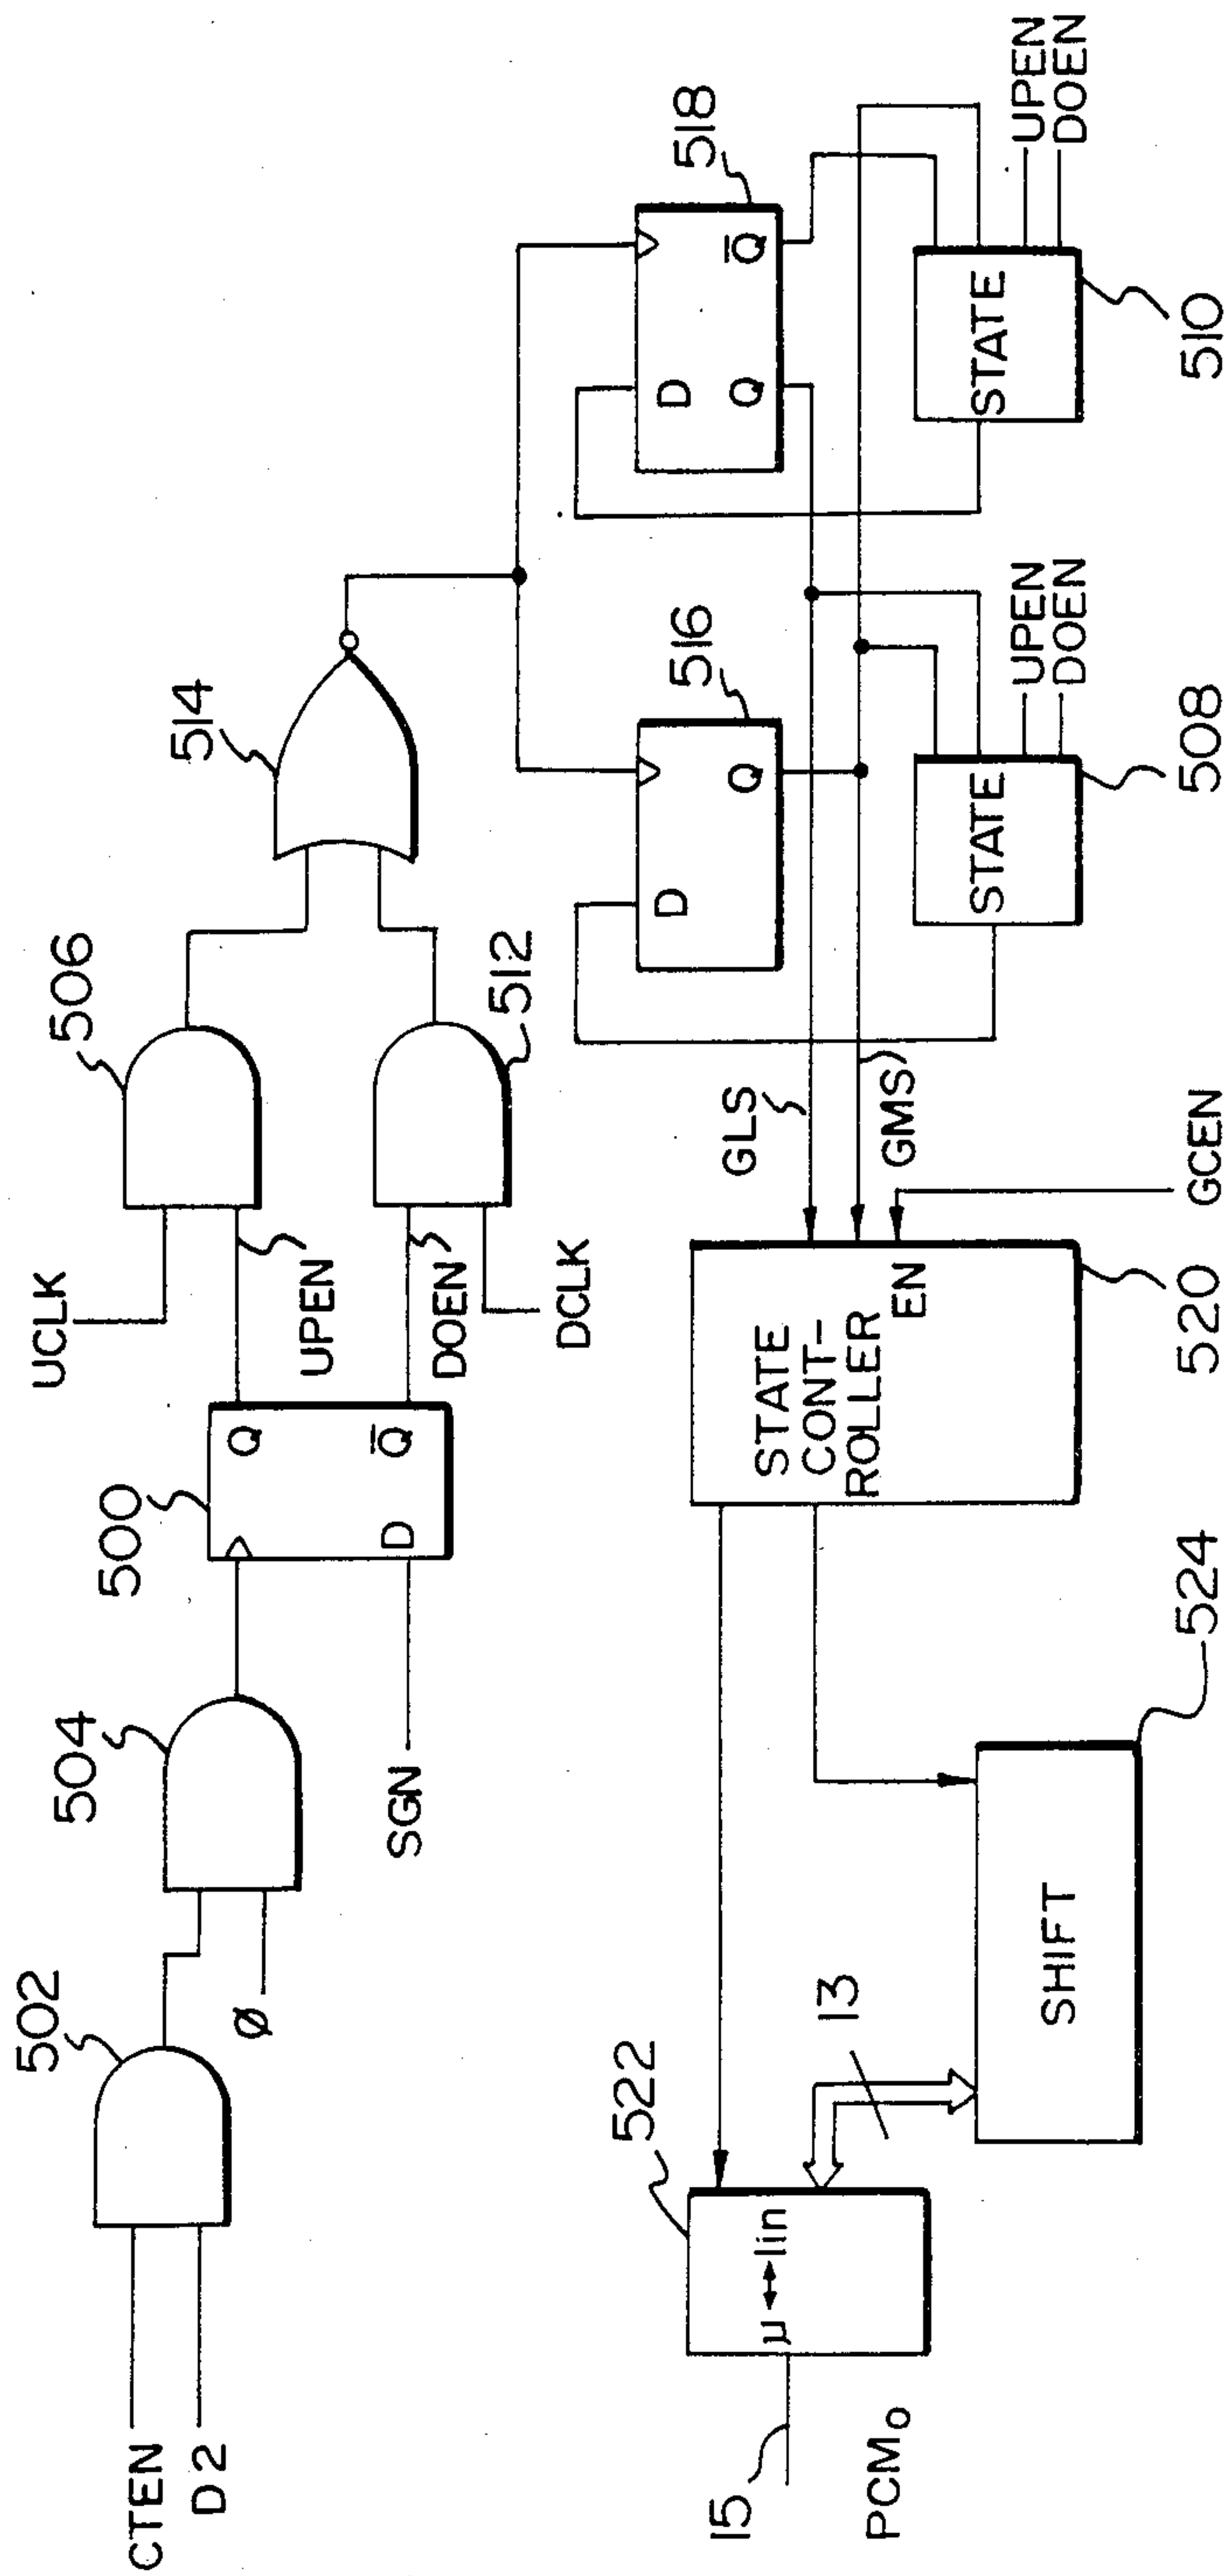 CTEN
D2
502
Ø
504
SGN
500
D
Q
Q̅
UCLK
UPEN
DOEN
DCLK
506
512
514
516
D
Q
518
D
Q
Q̅
STATE
UPEN
DOEN
508
STATE
UPEN
DOEN
510
GLS
GMS
GCEN
STATE
CONT-
ROLLER
EN
520
522
µ↔lin
15
PCMo
13
SHIFT
524